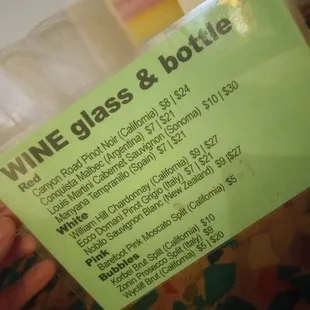 WINE glass & bottle
Red
Canyon Road Pinot Noir (California) $8 | $24
Conquista Malbec (Argentina) $7 | $21
Louis Martini Cabernet Sauvignon (Sonoma) $10 | $30
Manyana Tempranillo (Spain) $7 | $21
White
William Hill Chardonnay (California) $9 | $27
Ecco Domani Pinot Grigio (Italy) $7 | $21
Nobilo Sauvignon Blanc (New Zealand) $9 | $27
Pink
Barefoot Pink Moscato Split (California) $5
Bubbles
Korbel Brut Split (California) $10
Zonin Prosecco Split (Italy) $9
Wycliff Brut (California) | $20